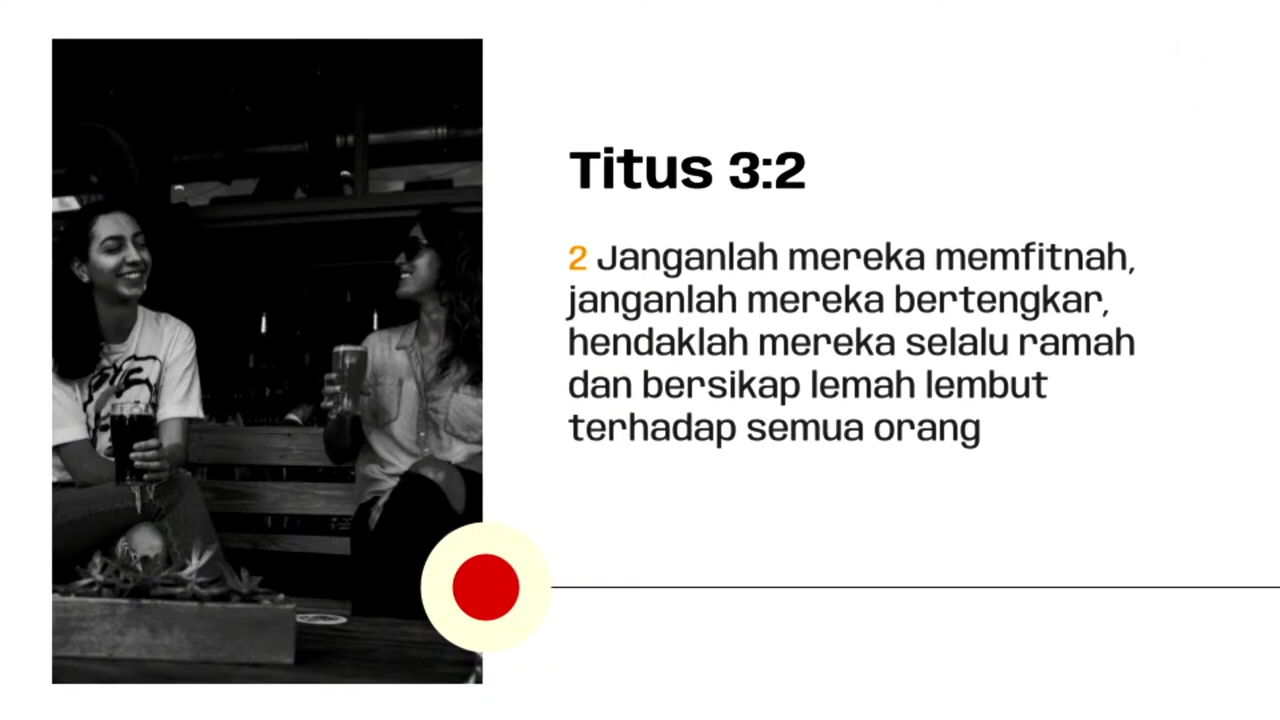 Titus 3:2
2 Janganlah mereka memfitnah,
janganlah mereka bertengkar,
hendaklah mereka selalu ramah
dan bersikap lemah lembut
terhadap semua orang